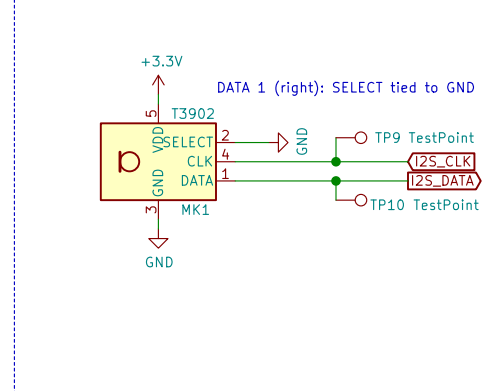 +3.3V
DATA 1 (right): SELECT tied to GND
5
T3902
VDD
SELECT
2
GND
TP9 TestPoint
CLK
4
I2S_CLK
DATA
1
I2S_DATA
GND
3
MK1
TP10 TestPoint
GND